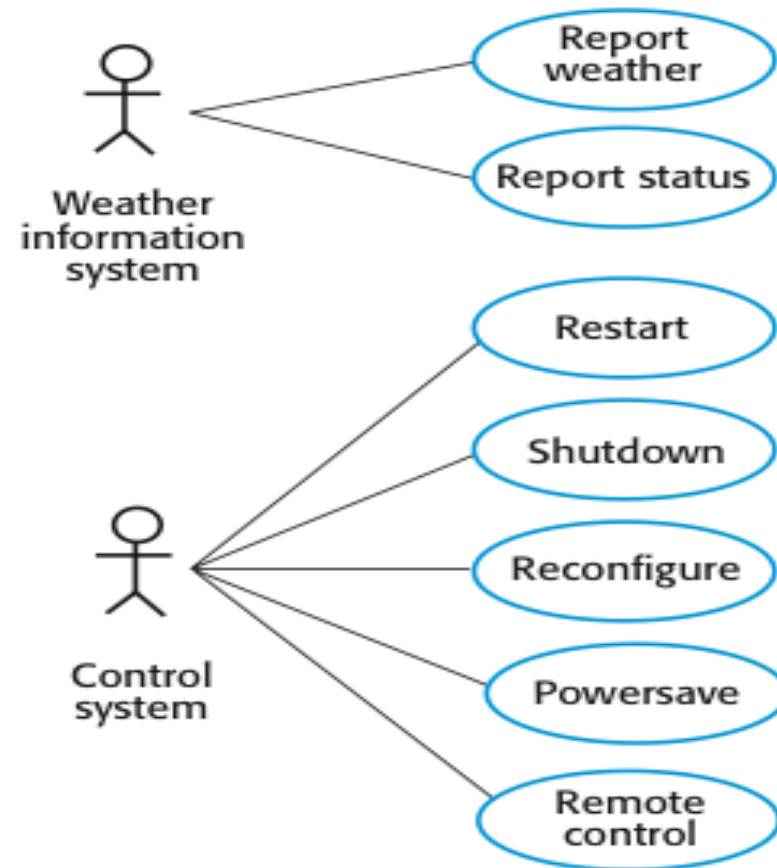 Report
weather
Report status
Weather
information
system
Restart
Shutdown
Reconfigure
Powersave
Control
system
Remote
control